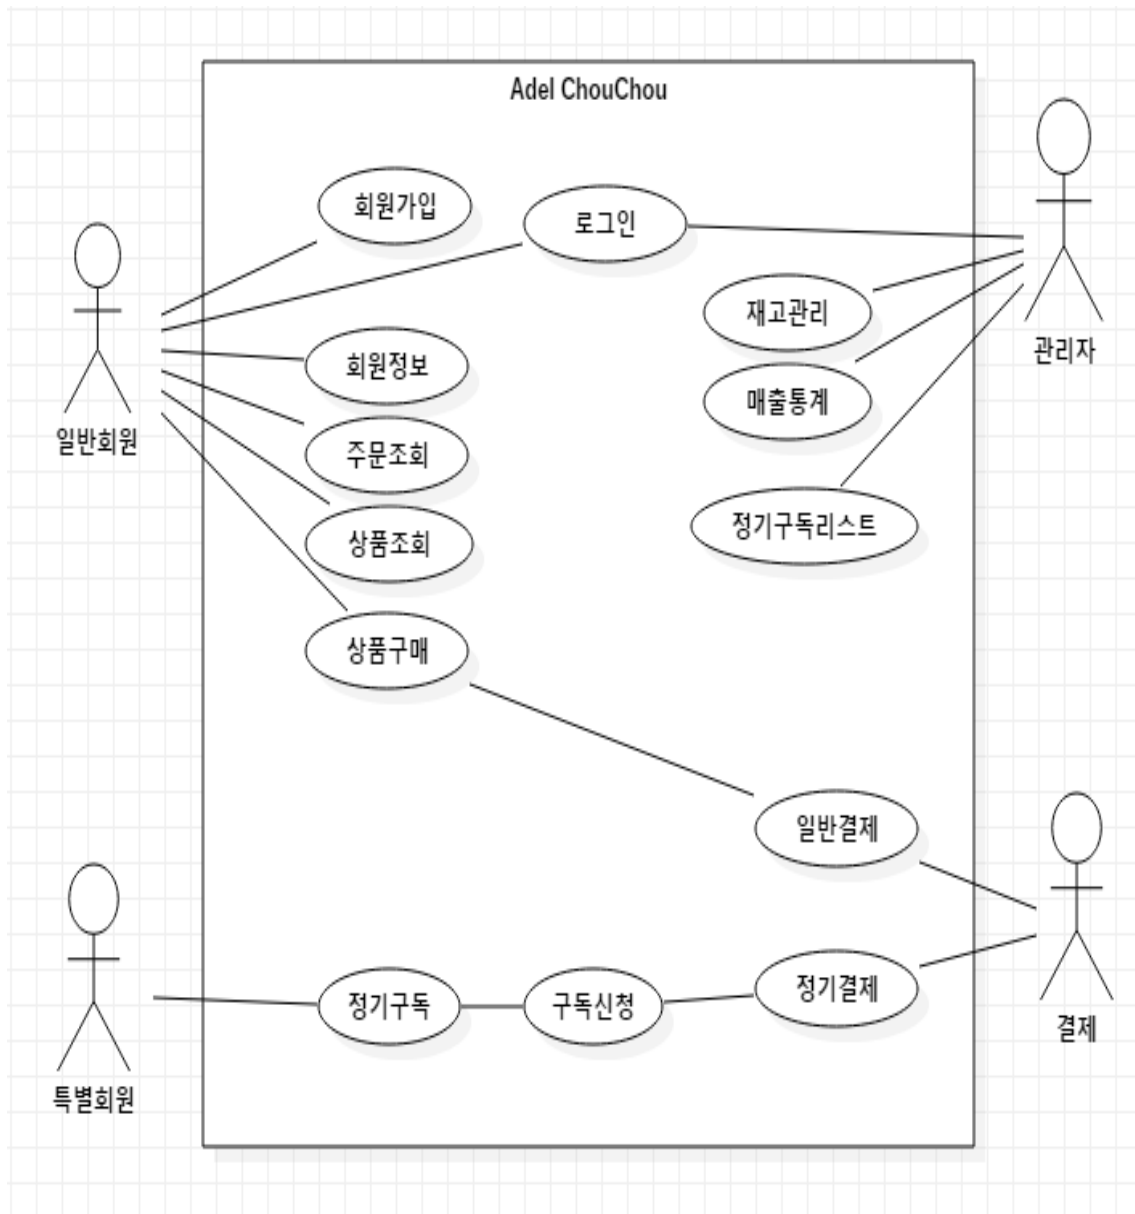 Adel ChouChou
회원가입
로그인
재고관리
관리자
회원정보
매출통계
일반회원
주문조회
정기구독리스트
상품조회
상품구매
일반결제
정기결제
정기구독
구독신청
결제
특별회원